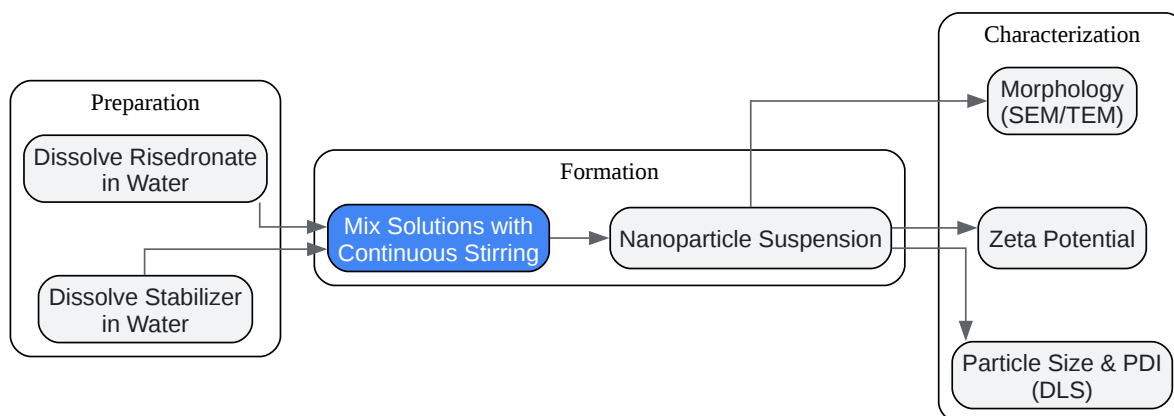 Preparation
Dissolve Risedronate
in Water
Dissolve Stabilizer
in Water
Formation
Mix Solutions with
Continuous Stirring
Nanoparticle Suspension
Characterization
Morphology
(SEM/TEM)
Zeta Potential
Particle Size & PDI
(DLS)